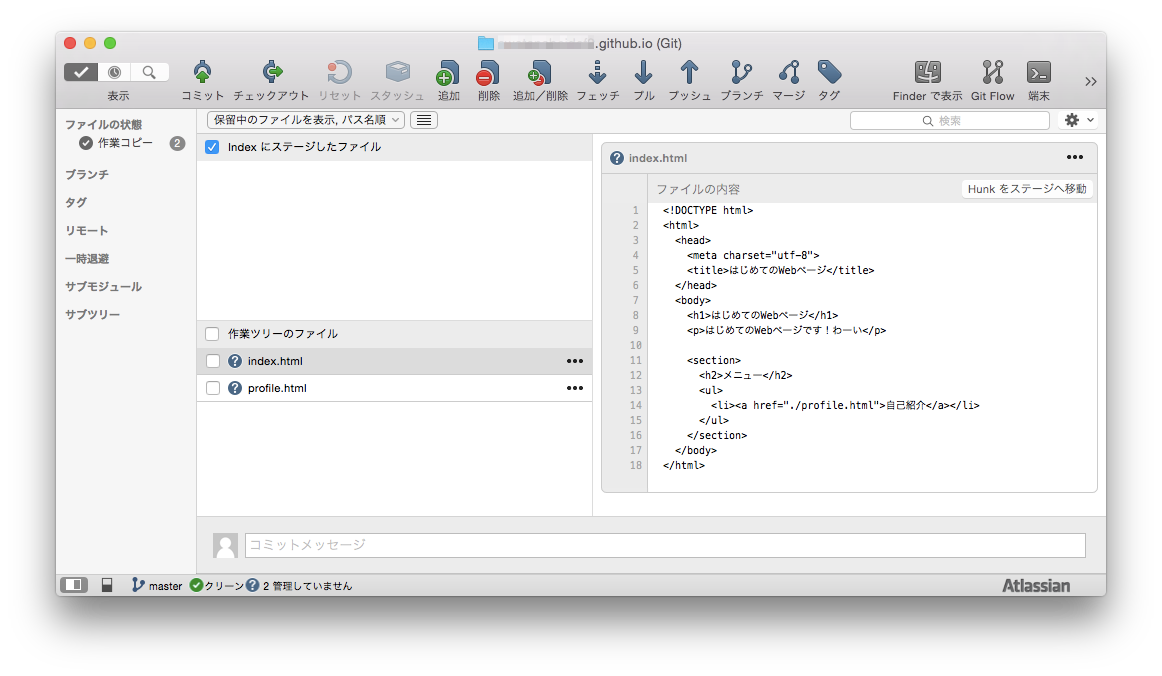 .github.io (Git)
表示 コミット チェックアウト リセット スタッシュ 追加 削除 追加／削除 フェッチ プル プッシュ ブランチ マージ タグ Finder で表示 Git Flow 端末
ファイルの状態
作業コピー 2
ブランチ
タグ
リモート
一時退避
サブモジュール
サブツリー
保留中のファイルを表示, パス名順
検索
Index にステージしたファイル
作業ツリーのファイル
index.html
profile.html
index.html
ファイルの内容 Hunk をステージへ移動
1 <!DOCTYPE html>
2 <html>
3 <head>
4 <meta charset="utf-8">
5 <title>はじめてのWebページ</title>
6 </head>
7 <body>
8 <h1>はじめてのWebページ</h1>
9 <p>はじめてのWebページです！わーい</p>
10
11 <section>
12 <h2>メニュー</h2>
13 <ul>
14 <li><a href="./profile.html">自己紹介</a></li>
15 </ul>
16 </section>
17 </body>
18 </html>
コミットメッセージ
master クリーン 2 管理していません Atlassian